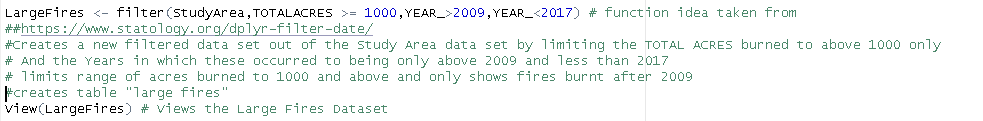 LargeFires <- filter(StudyArea,TOTALACRES >= 1000,YEAR_>2009,YEAR_<2017) # function idea taken from
##https://www.statology.org/dplyr-filter-date/
#Creates a new filtered data set out of the Study Area data set by limiting the TOTAL ACRES burned to above 1000 only
# And the Years in which these occurred to being only above 2009 and less than 2017
# limits range of acres burned to 1000 and above and only shows fires burnt after 2009
#creates table "large fires"
View(LargeFires) # Views the Large Fires Dataset